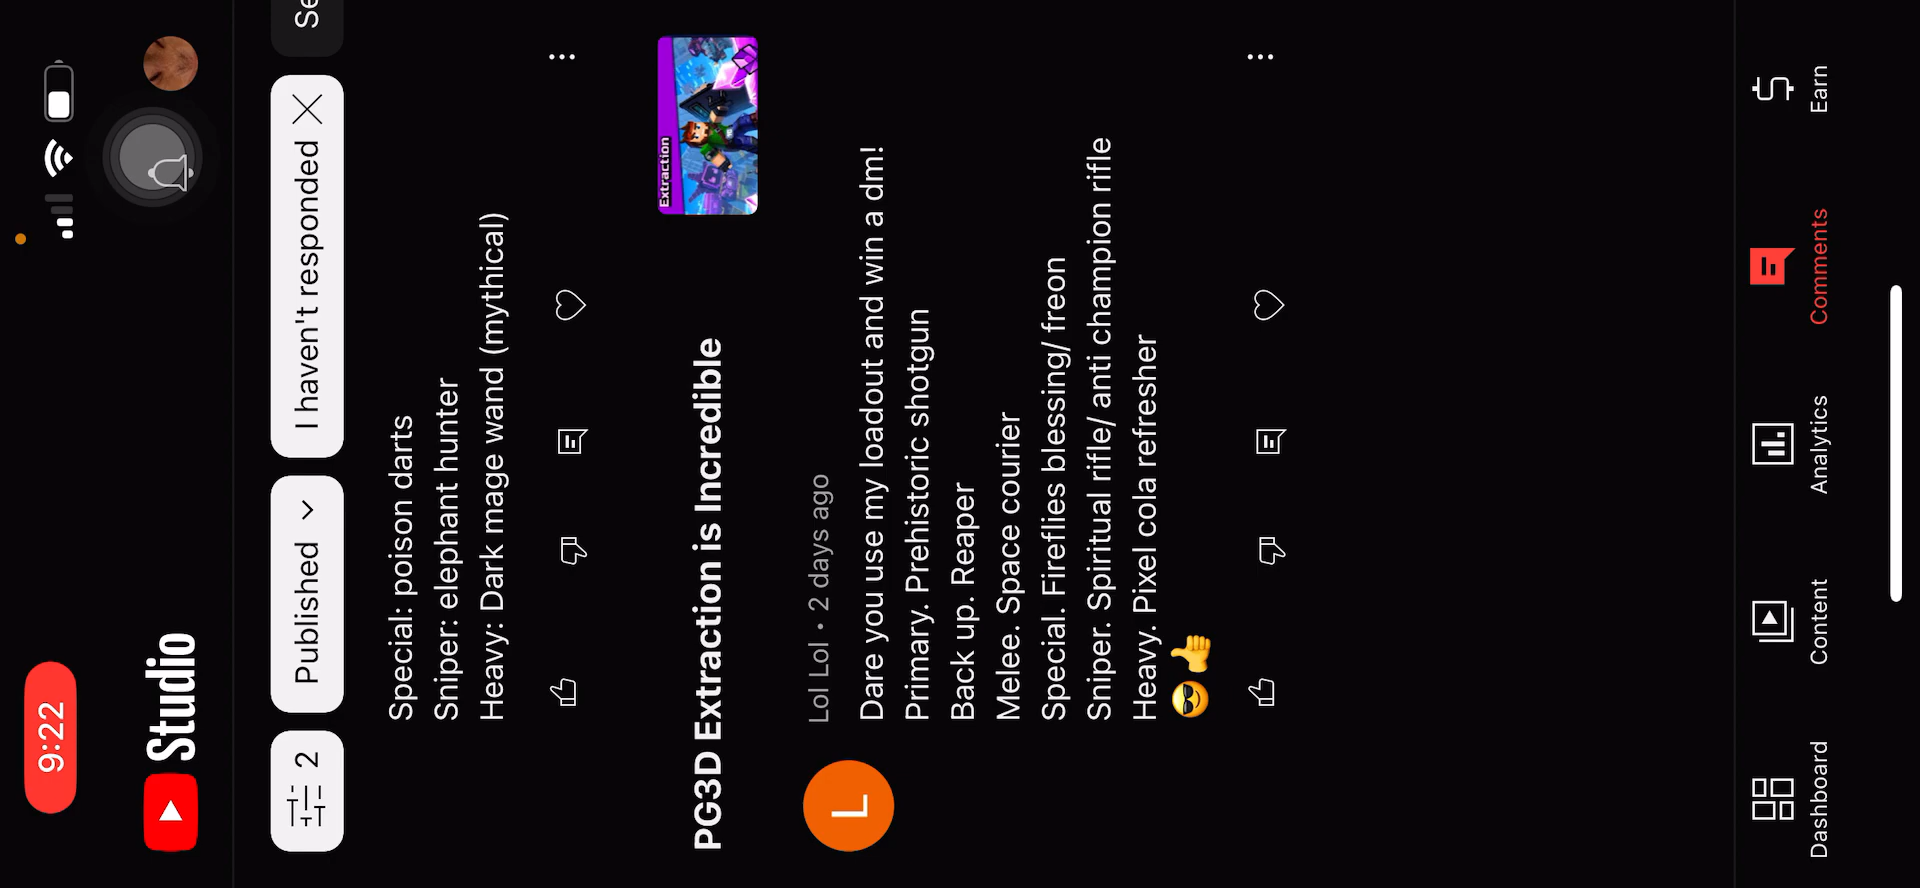 9:22
Studio
2
Published
I haven't responded
Se
Special: poison darts
Sniper: elephant hunter
Heavy: Dark mage wand (mythical)
PG3D Extraction is Incredible
Extraction
L
Lol Lol • 2 days ago
Dare you use my loadout and win a dm!
Primary. Prehistoric shotgun
Back up. Reaper
Melee. Space courier
Special. Fireflies blessing/ freon
Sniper. Spiritual rifle/ anti champion rifle
Heavy. Pixel cola refresher
😎👍
Dashboard
Content
Analytics
Comments
Earn